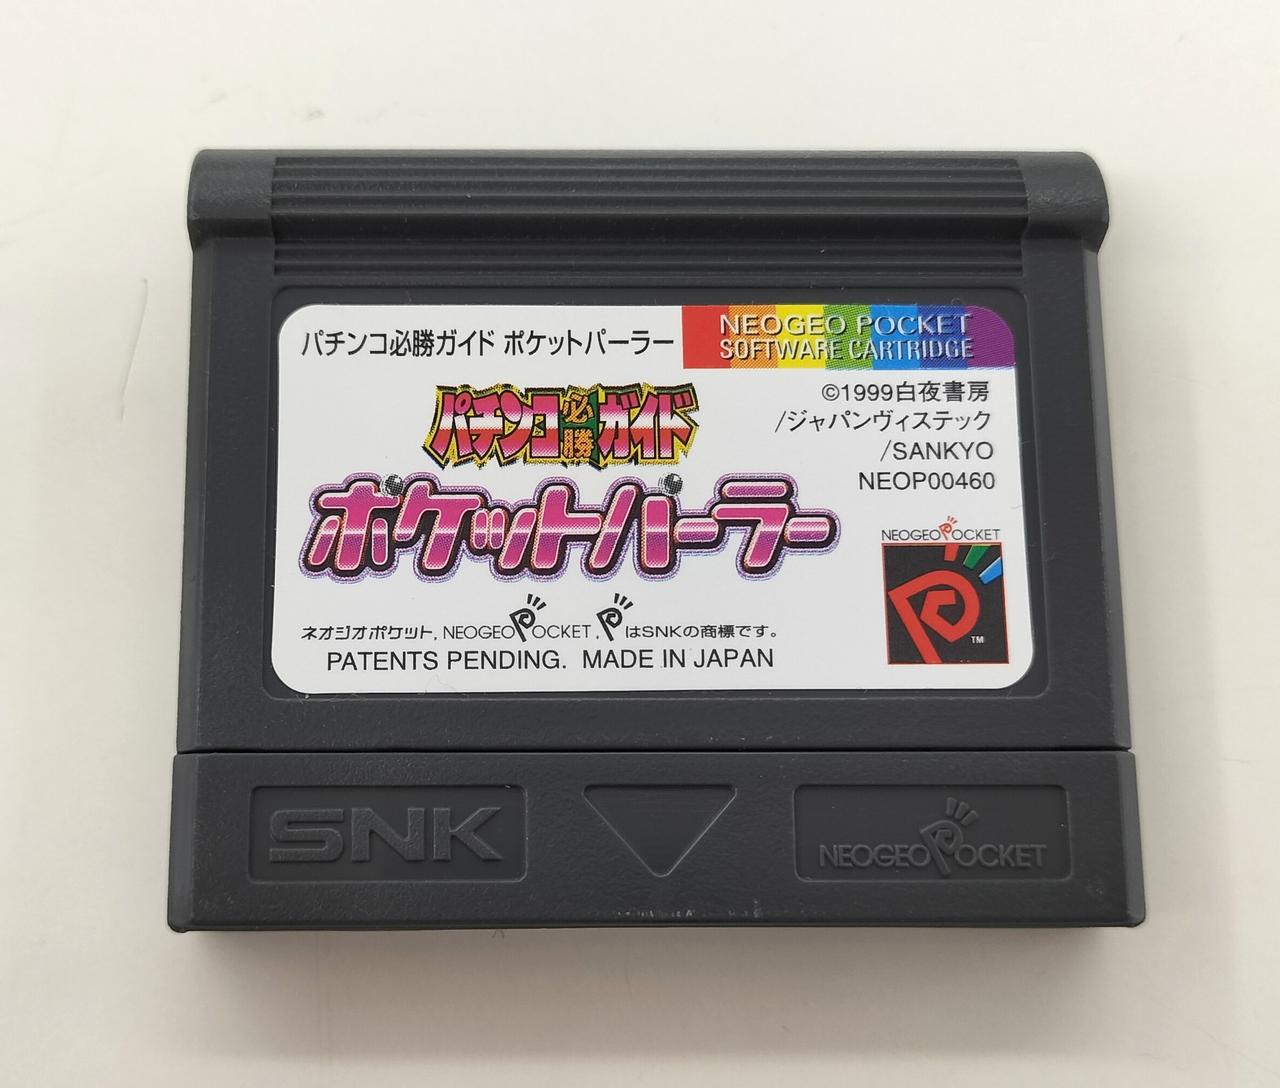 パチンコ必勝ガイド ポケットパーラー
NEOGEO POCKET
SOFTWARE CARTRIDGE
パチンコ必勝ガイド
ポケットパーラー
©1999白夜書房
/ジャパンヴィステック
/SANKYO
NEOP00460
NEOGEO POCKET
TM
ネオジオポケット, NEOGEO POCKET, PはSNKの商標です。
PATENTS PENDING. MADE IN JAPAN
SNK
NEOGEO POCKET